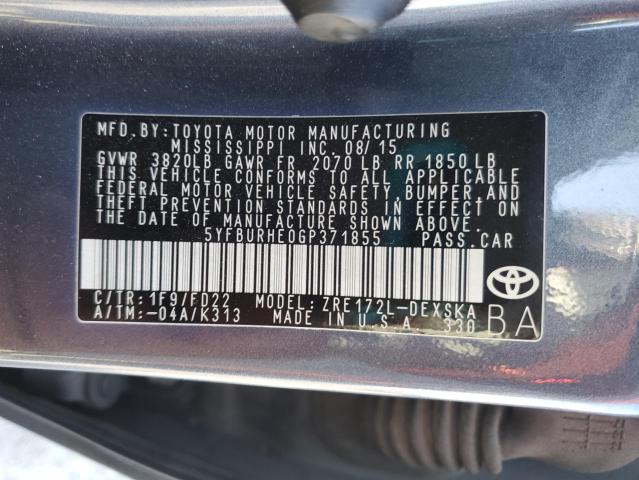 MFD.BY:TOYOTA MOTOR MANUFACTURING
MISSISSIPPI INC. 08/15
GVWR 3820LB GAWR FR 2070 LB RR 1850 LB
THIS VEHICLE CONFORMS TO ALL APPLICABLE
FEDERAL MOTOR VEHICLE SAFETY, BUMPER AND
THEFT PREVENTION STANDARDS IN EFFECT ON
THE DATE OF MANUFACTURE SHOWN ABOVE.
5YFBURHE0GP371855 PASS.CAR
C/TR:1F9/FD22 MODEL:ZRE172L-DEXSKA
A/TM:-04A/K313 MADE IN U.S.A 330 BA